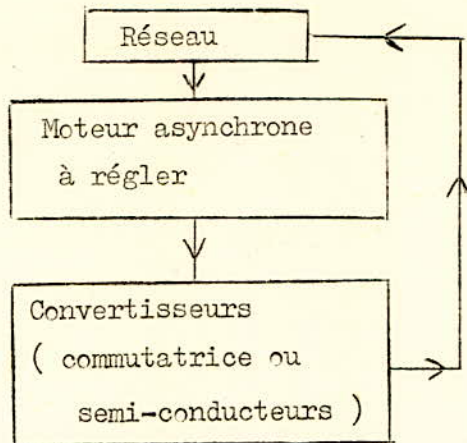 Réseau
Moteur asynchrone
à régler
Convertisseurs
( commutatrice ou
semi-conducteurs )